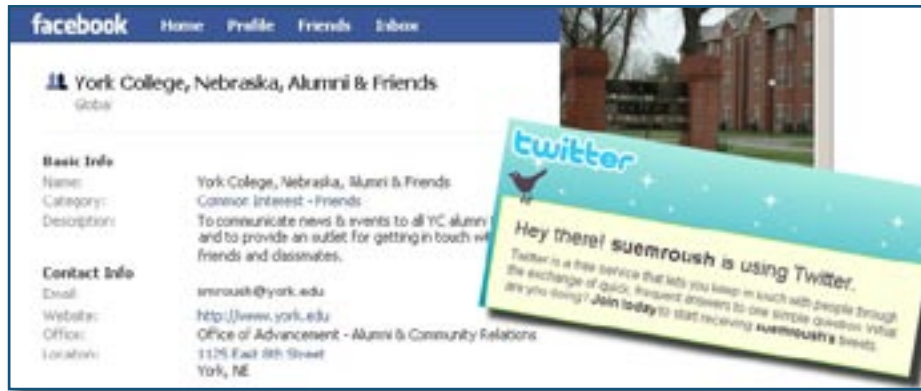 facebook Home Profile Friends Inbox
York College, Nebraska, Alumni & Friends
Global
Basic Info
Name: York College, Nebraska, Alumni & Friends
Category: Common Interest - Friends
Description: To communicate news & events to all YC alumni
and to provide an outlet for getting in touch
friends and classmates.
Contact Info
Email: smroush@york.edu
Website: http://www.york.edu
Office: Office of Advancement - Alumni & Community Relations
Location: 1125 East 8th Street
York, NE
twitter
Hey there! suemroush is using Twitter.
Twitter is a free service that lets you keep in touch with people through
the exchange of quick, frequent answers to one simple question: What
are you doing? Join today to start receiving suemroush's tweets.